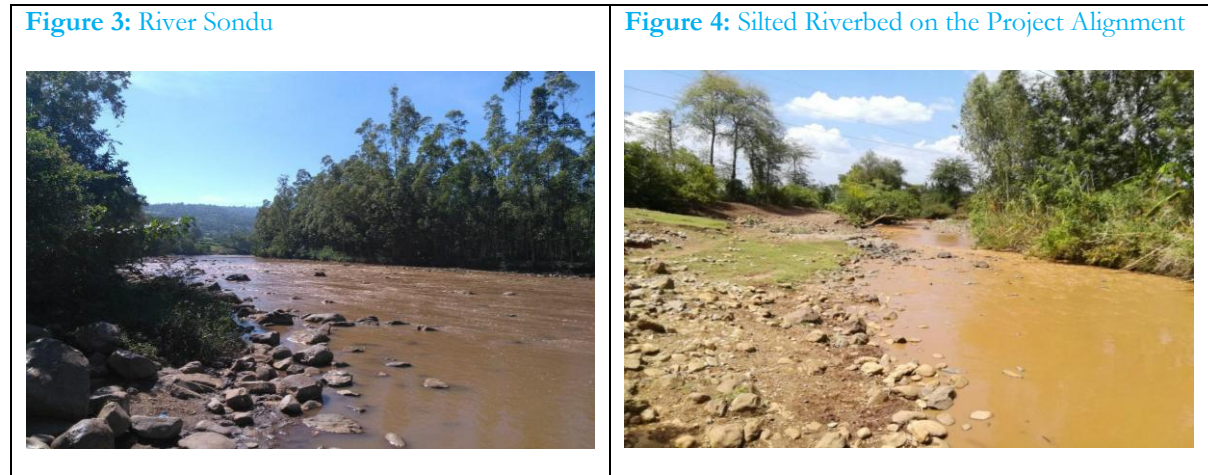 Figure 3: River Sondu
Figure 4: Silted Riverbed on the Project Alignment